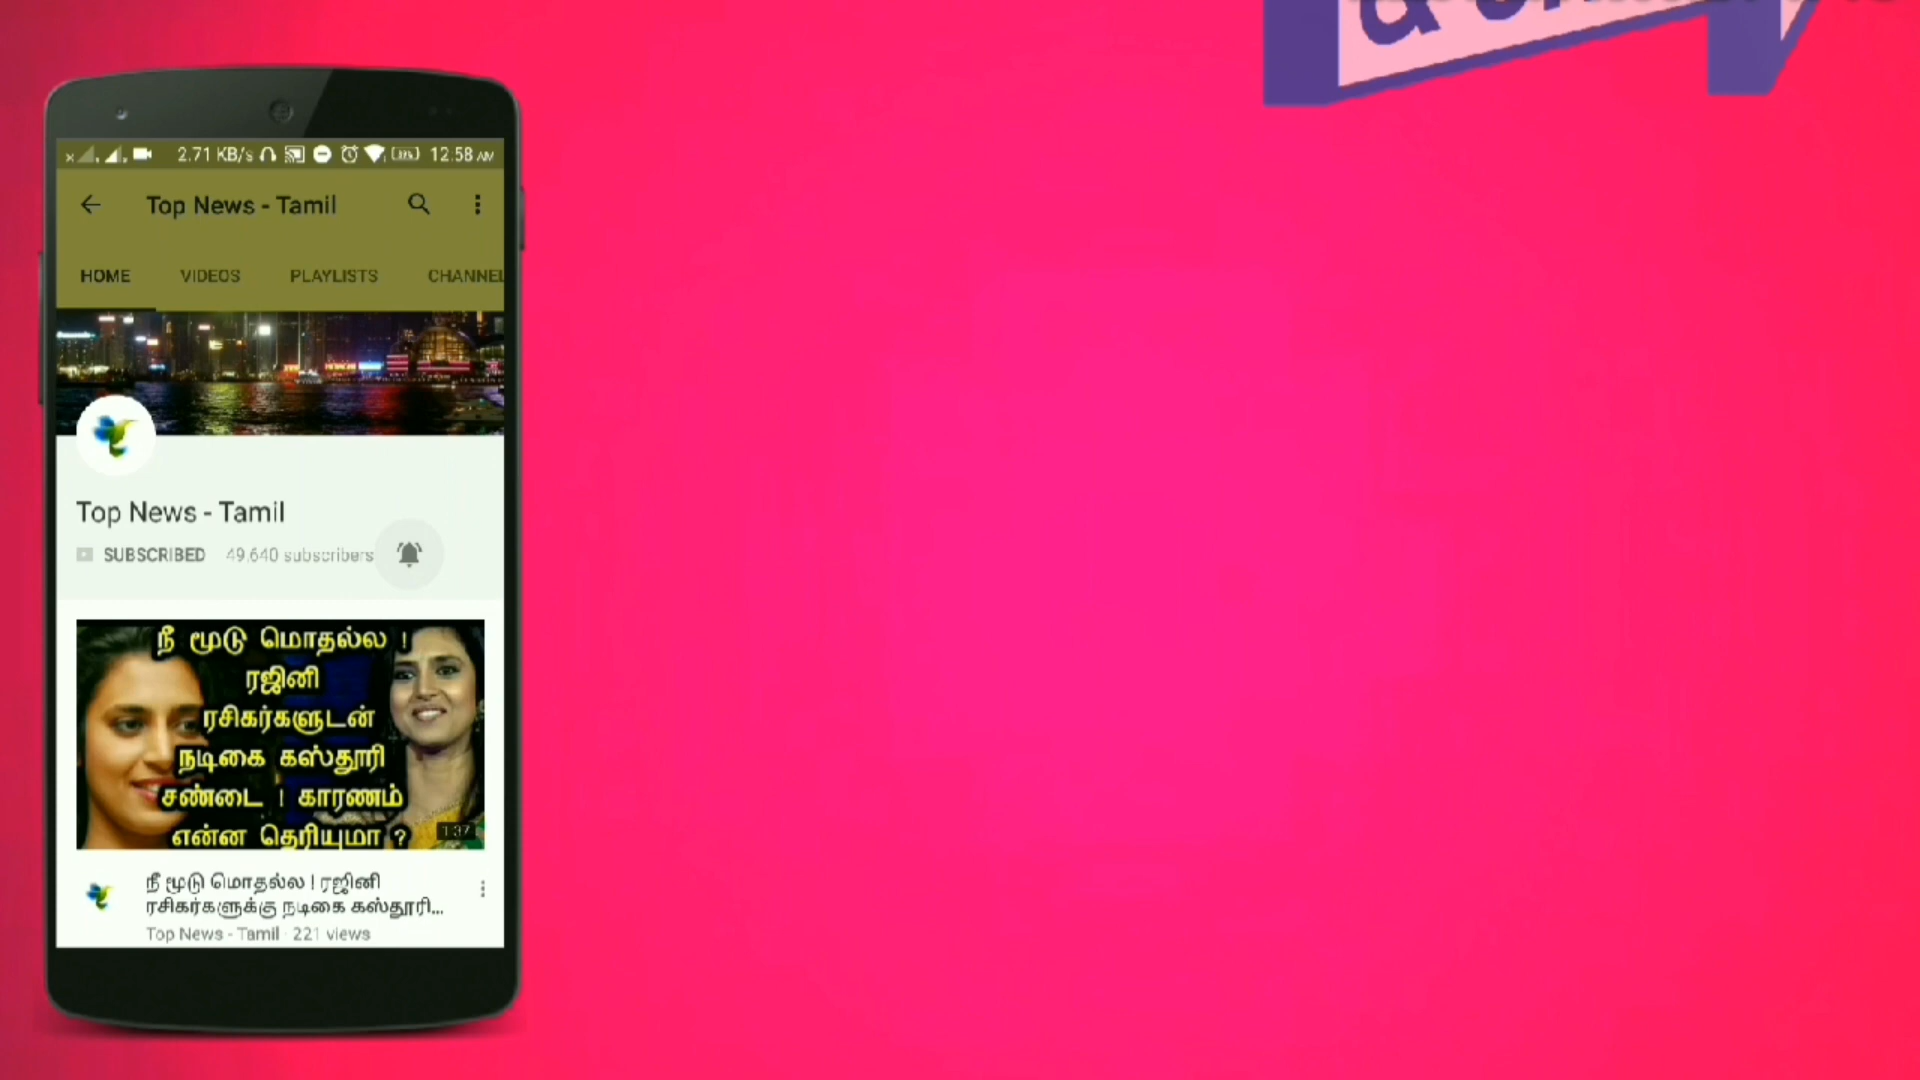 2.71 KB/s 12:58 AM
Top News - Tamil
HOME VIDEOS PLAYLISTS CHANNEL
Top News - Tamil
SUBSCRIBED 49,640 subscribers
நீ மூடு மொதல்ல !
ரஜினி
ரசிகர்களுடன்
நடிகை கஸ்தூரி
சண்டை | காரணம்
என்ன தெரியுமா ?
1:37
நீ மூடு மொதல்ல ! ரஜினி
ரசிகர்களுக்கு நடிகை கஸ்தூரி...
Top News - Tamil · 221 views